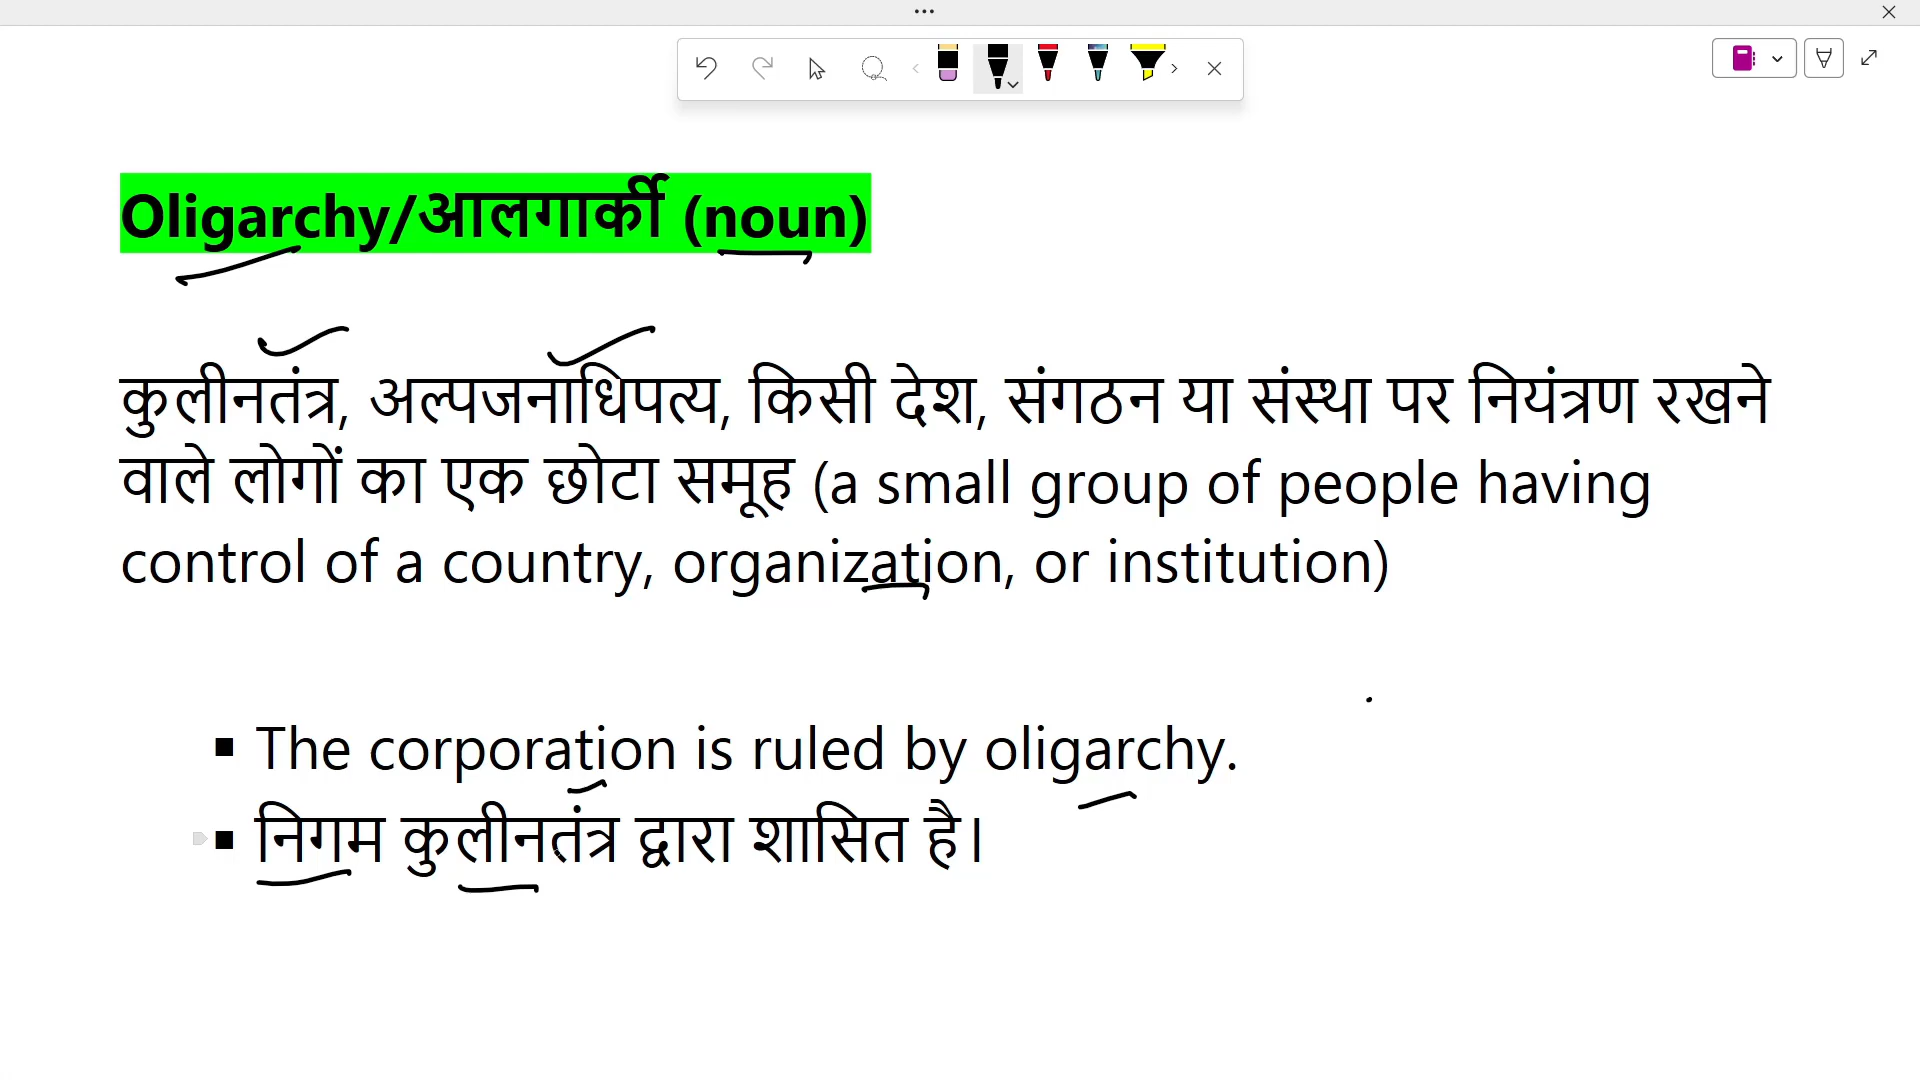 Oligarchy/आलगार्की (noun)
कुलीनतंत्र, अल्पजनाधिपत्य, किसी देश, संगठन या संस्था पर नियंत्रण रखने
वाले लोगों का एक छोटा समूह (a small group of people having
control of a country, organization, or institution)
▪ The corporation is ruled by oligarchy.
▪ निगम कुलीनतंत्र द्वारा शासित है।